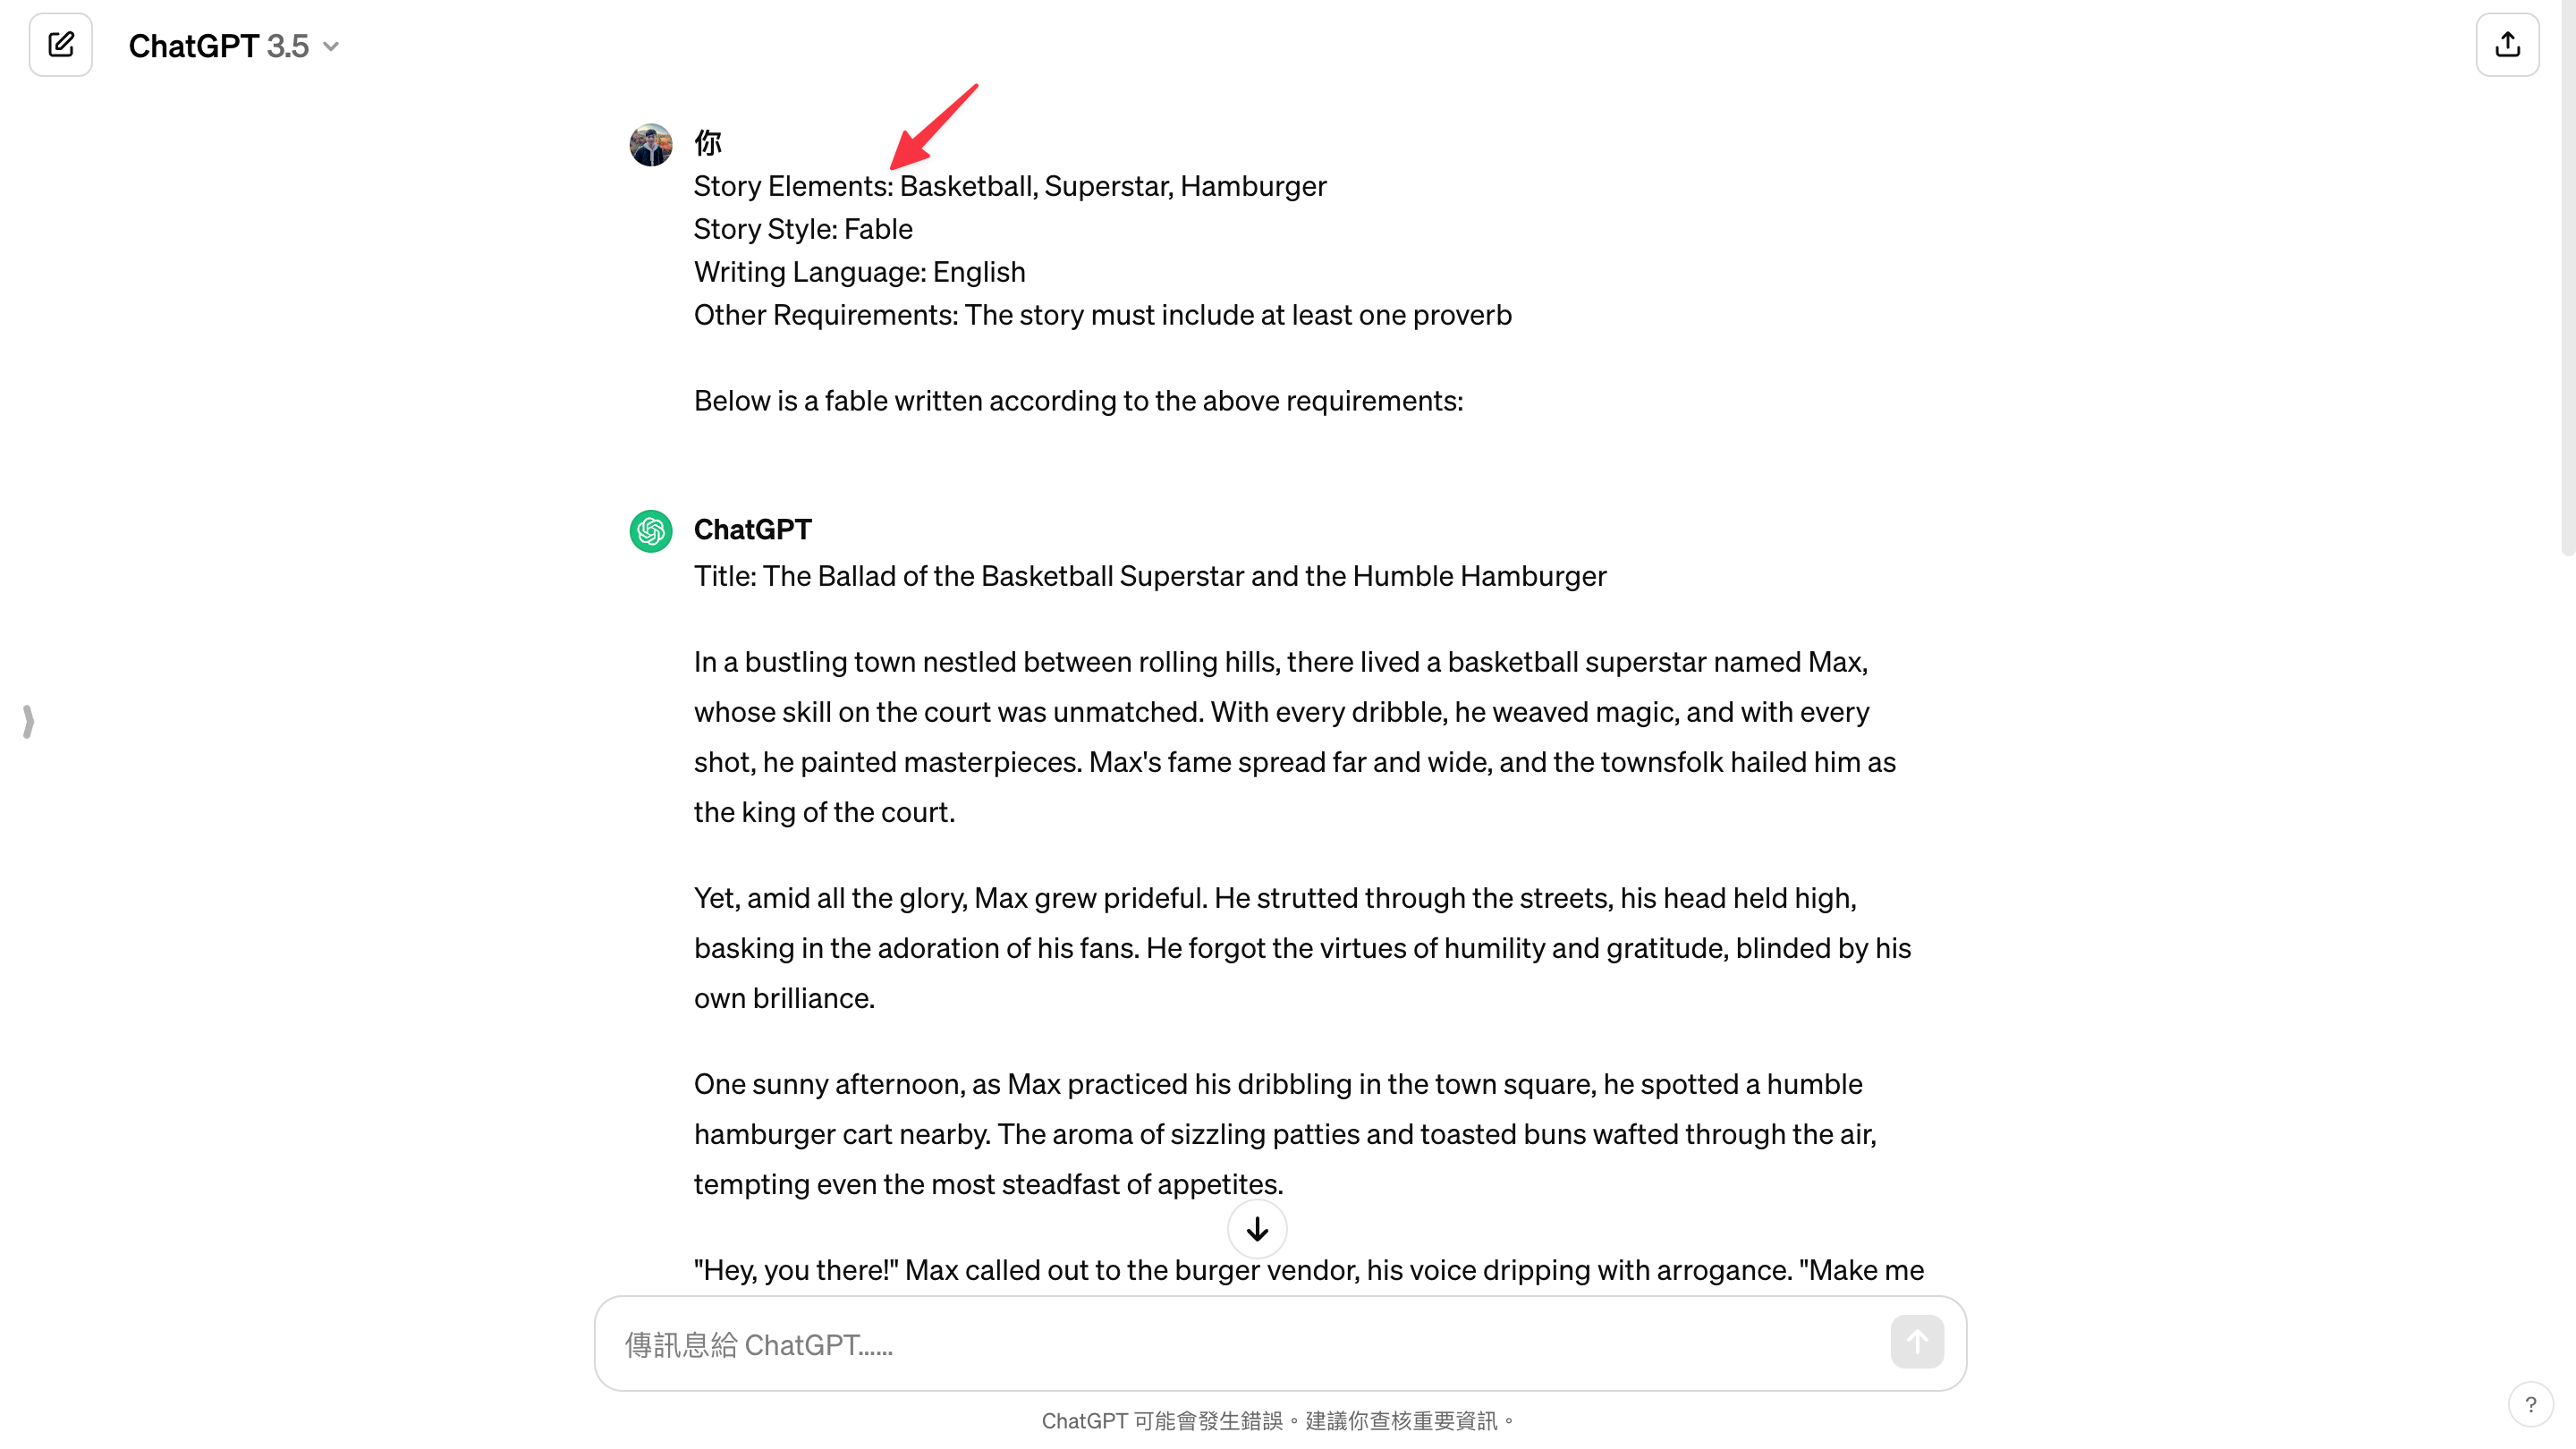 ChatGPT 3.5
你
Story Elements: Basketball, Superstar, Hamburger
Story Style: Fable
Writing Language: English
Other Requirements: The story must include at least one proverb
Below is a fable written according to the above requirements:
ChatGPT
Title: The Ballad of the Basketball Superstar and the Humble Hamburger
In a bustling town nestled between rolling hills, there lived a basketball superstar named Max,
whose skill on the court was unmatched. With every dribble, he weaved magic, and with every
shot, he painted masterpieces. Max's fame spread far and wide, and the townsfolk hailed him as
the king of the court.
Yet, amid all the glory, Max grew prideful. He strutted through the streets, his head held high,
basking in the adoration of his fans. He forgot the virtues of humility and gratitude, blinded by his
own brilliance.
One sunny afternoon, as Max practiced his dribbling in the town square, he spotted a humble
hamburger cart nearby. The aroma of sizzling patties and toasted buns wafted through the air,
tempting even the most steadfast of appetites.
"Hey, you there!" Max called out to the burger vendor, his voice dripping with arrogance. "Make me
傳訊息給 ChatGPT......
ChatGPT 可能會發生錯誤。建議你查核重要資訊。
?